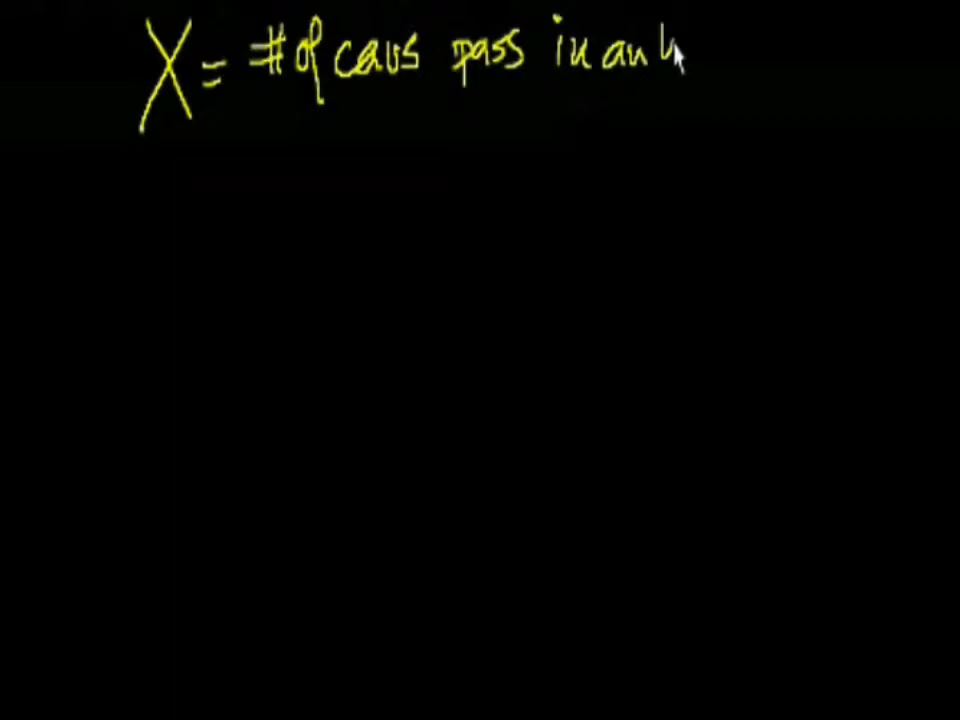 X = # of cars pass in an h